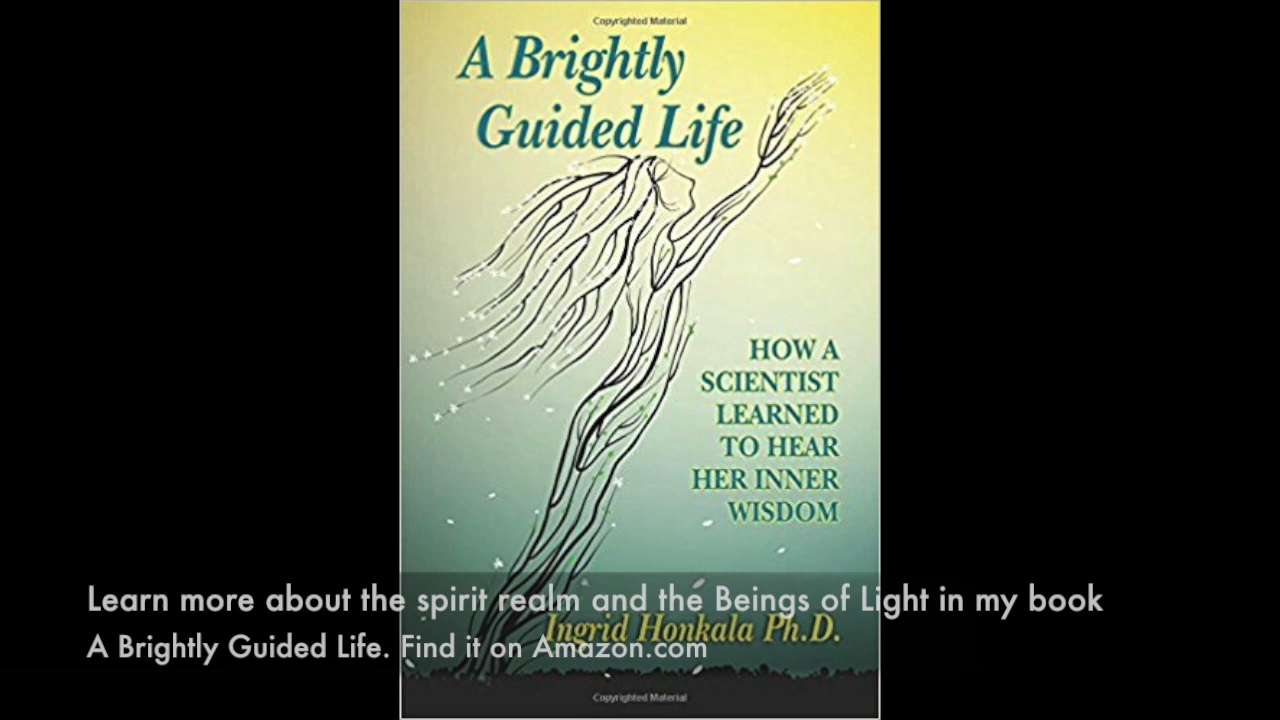 Copyrighted Material
A Brightly
Guided Life
HOW A
SCIENTIST
LEARNED
TO HEAR
HER INNER
WISDOM
Learn more about the spirit realm and the Beings of Light in my book
Ingrid Honkala Ph.D.
A Brightly Guided Life. Find it on Amazon.com
Copyrighted Material